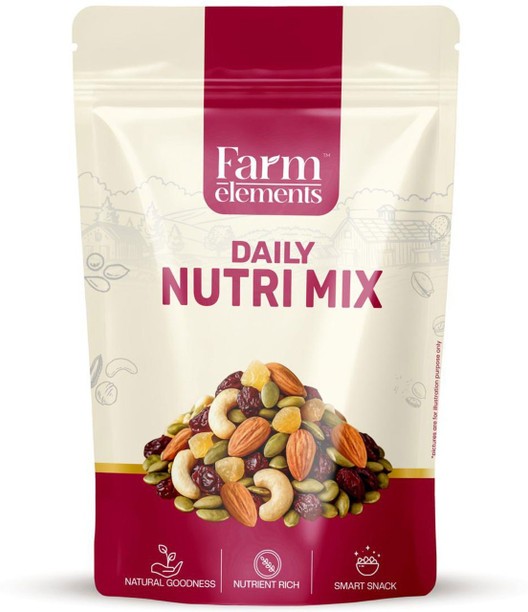 Farm™
elements
DAILY
NUTRI MIX
*pictures are for illustration purpose only
NATURAL GOODNESS
NUTRIENT RICH
SMART SNACK